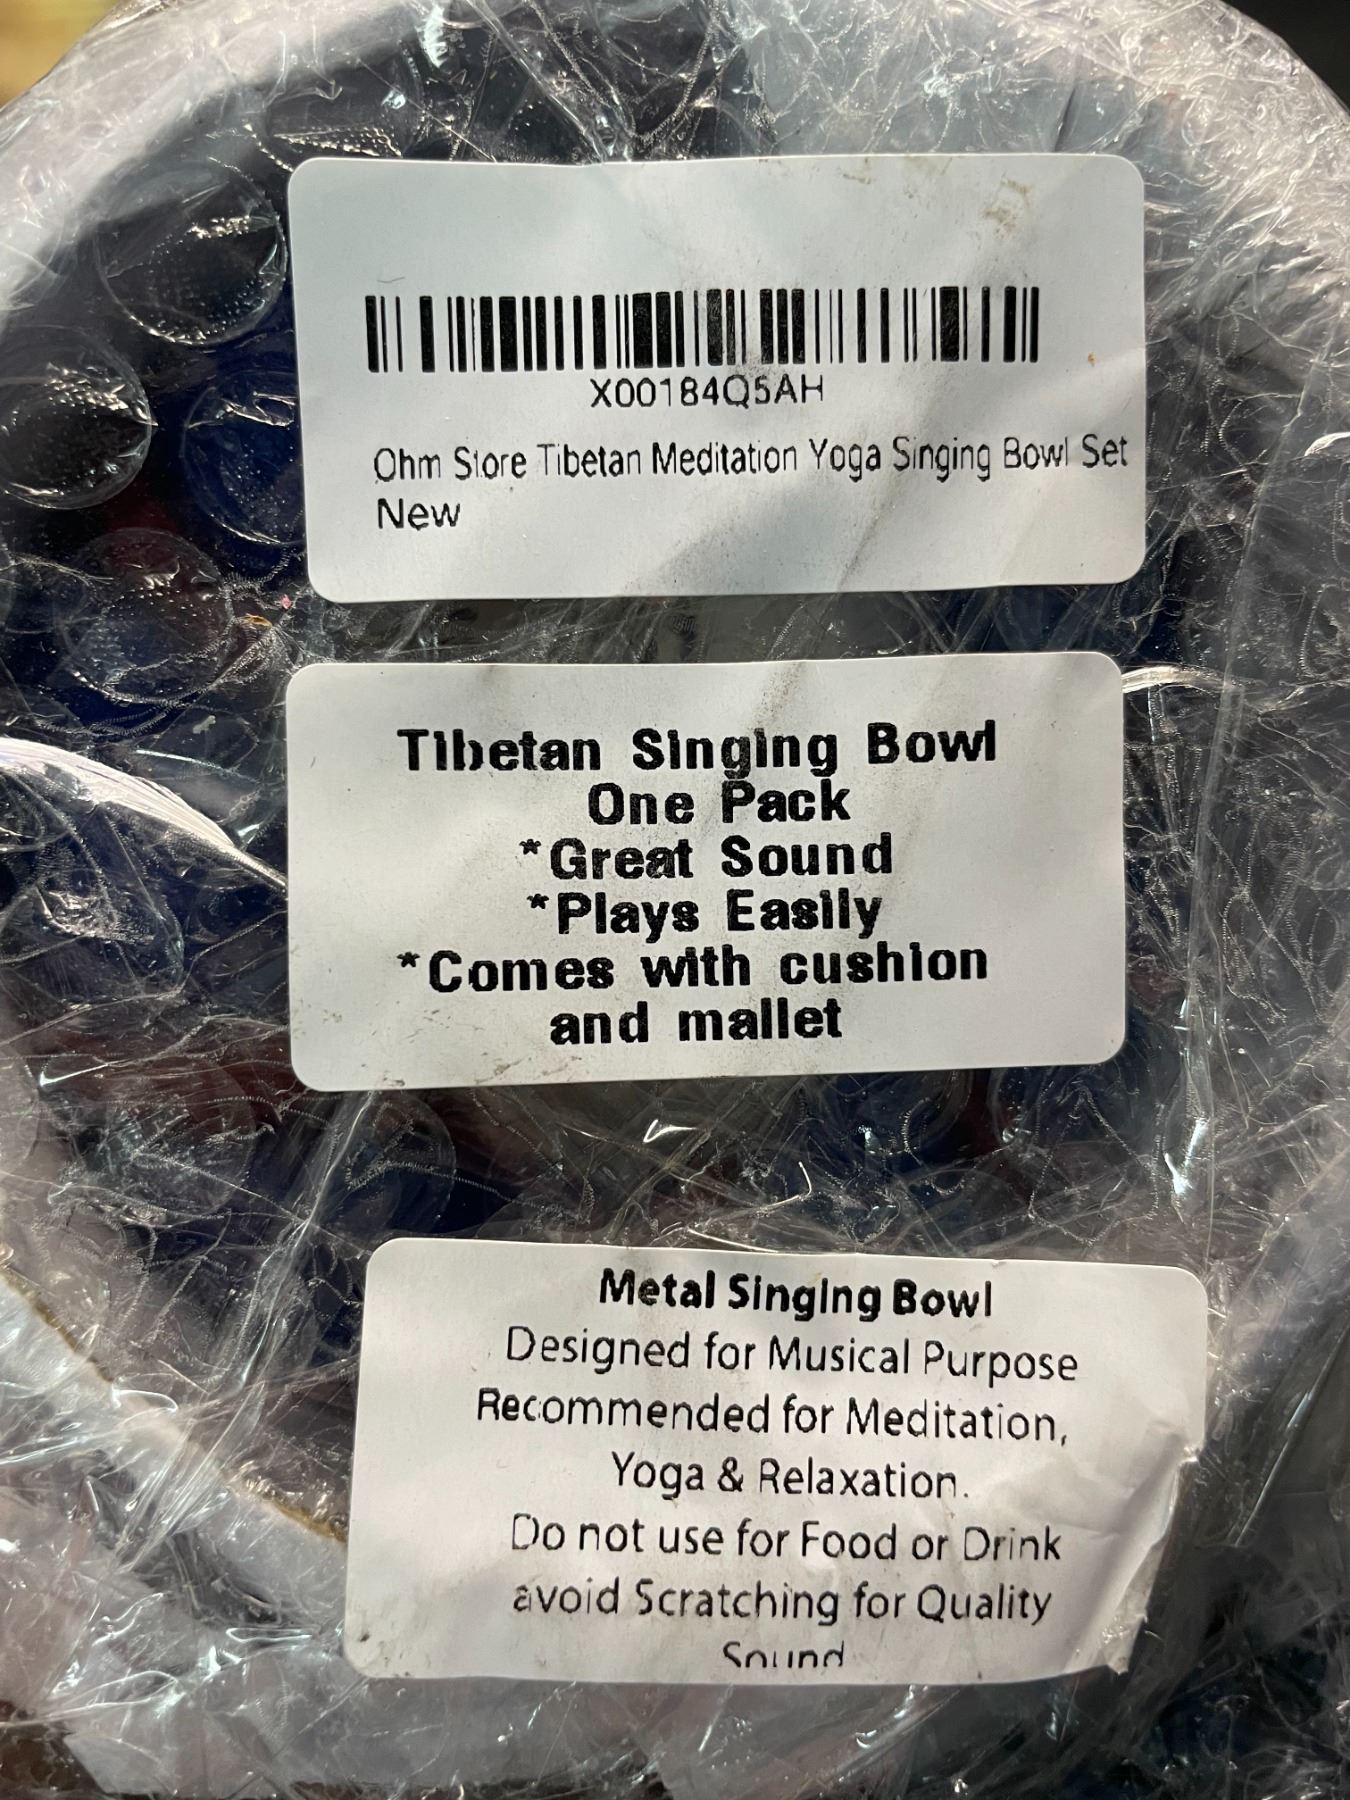 X00184Q5AH
Ohm Store Tibetan Meditation Yoga Singing Bowl Set
New
Tibetan Singing Bowl
One Pack
*Great Sound
*Plays Easily
*Comes with cushion
and mallet
Metal Singing Bowl
Designed for Musical Purpose
Recommended for Meditation,
Yoga & Relaxation.
Do not use for Food or Drink
avoid Scratching for Quality
Sound